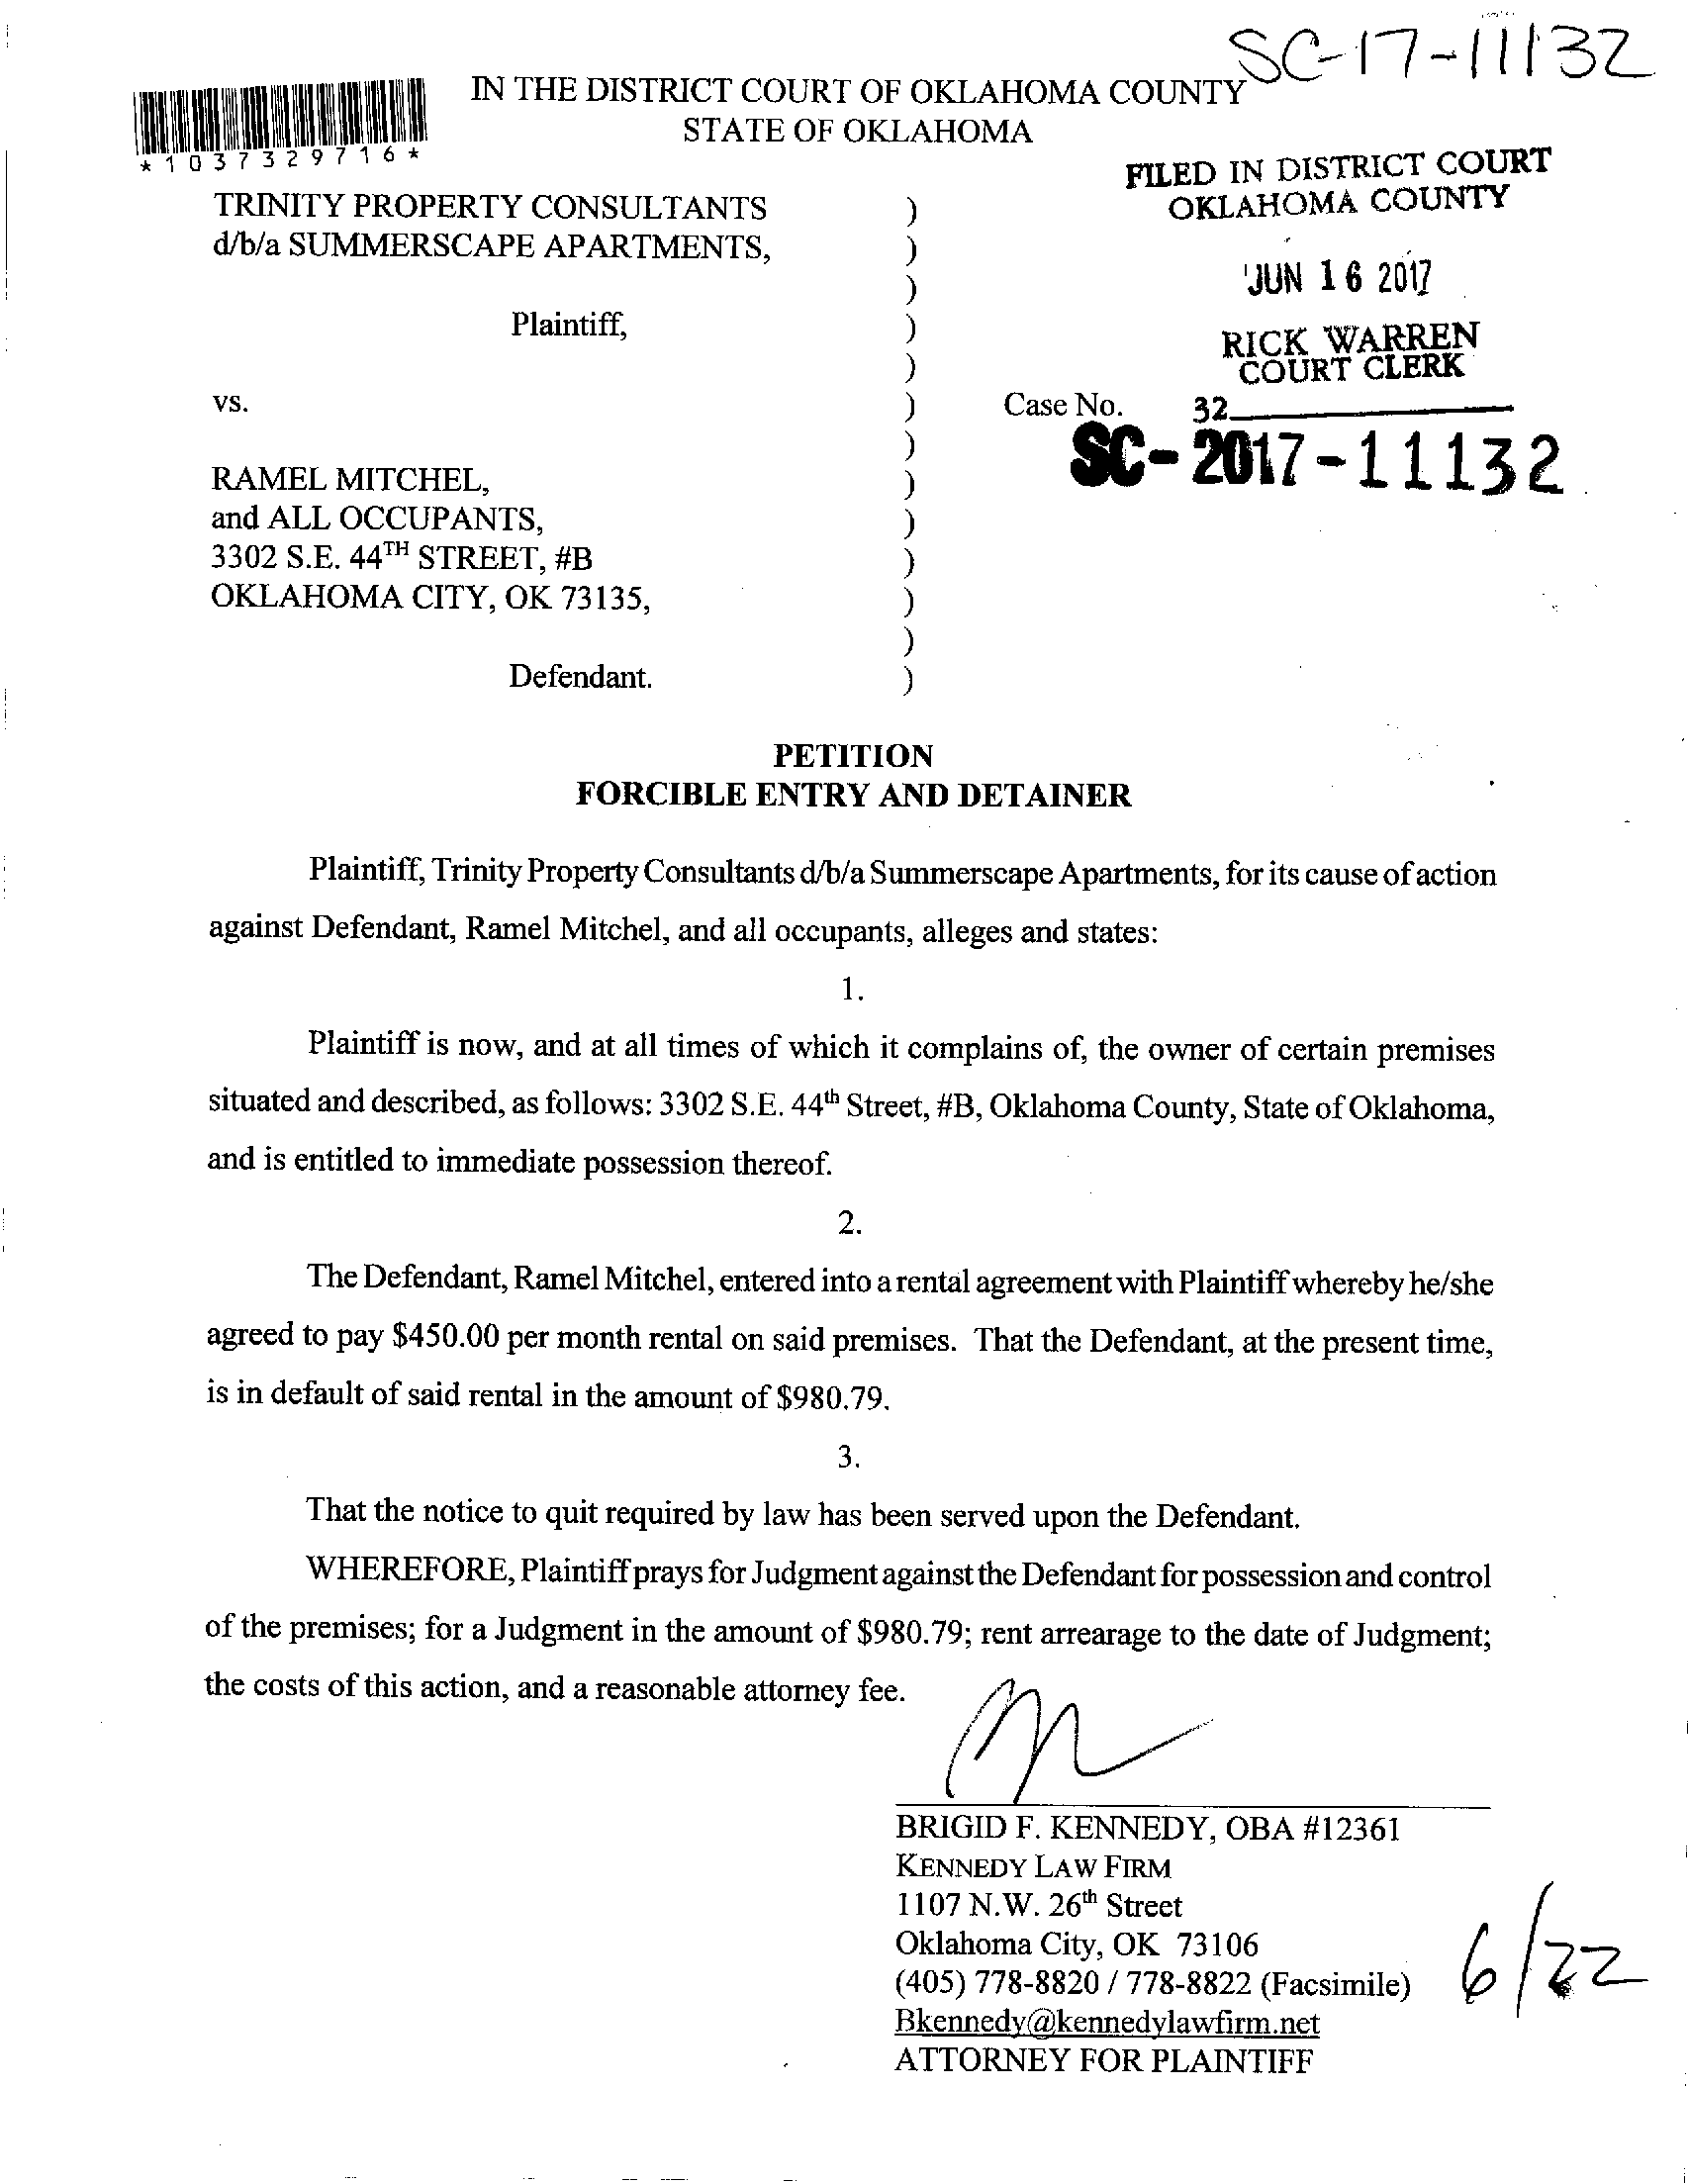 SC-17-11132
IN THE DISTRICT COURT OF OKLAHOMA COUNTY
STATE OF OKLAHOMA
*1037329716*
FILED IN DISTRICT COURT
OKLAHOMA COUNTY
JUN 16 2017
RICK WARREN
COURT CLERK
32
TRINITY PROPERTY CONSULTANTS )
d/b/a SUMMERSCAPE APARTMENTS, )
)
Plaintiff, )
)
vs. ) Case No.
SC-2017-11132
)
RAMEL MITCHEL, )
and ALL OCCUPANTS, )
3302 S.E. 44TH STREET, #B )
OKLAHOMA CITY, OK 73135, )
)
Defendant. )
PETITION
FORCIBLE ENTRY AND DETAINER
Plaintiff, Trinity Property Consultants d/b/a Summerscape Apartments, for its cause of action
against Defendant, Ramel Mitchel, and all occupants, alleges and states:
1.
Plaintiff is now, and at all times of which it complains of, the owner of certain premises
situated and described, as follows: 3302 S.E. 44th Street, #B, Oklahoma County, State of Oklahoma,
and is entitled to immediate possession thereof.
2.
The Defendant, Ramel Mitchel, entered into a rental agreement with Plaintiff whereby he/she
agreed to pay $450.00 per month rental on said premises. That the Defendant, at the present time,
is in default of said rental in the amount of $980.79.
3.
That the notice to quit required by law has been served upon the Defendant.
WHEREFORE, Plaintiff prays for Judgment against the Defendant for possession and control
of the premises; for a Judgment in the amount of $980.79; rent arrearage to the date of Judgment;
the costs of this action, and a reasonable attorney fee.
BRIGID F. KENNEDY, OBA #12361
KENNEDY LAW FIRM
1107 N.W. 26th Street
Oklahoma City, OK 73106
(405) 778-8820 / 778-8822 (Facsimile)
Bkennedy@kennedylawfirm.net
ATTORNEY FOR PLAINTIFF
6/22